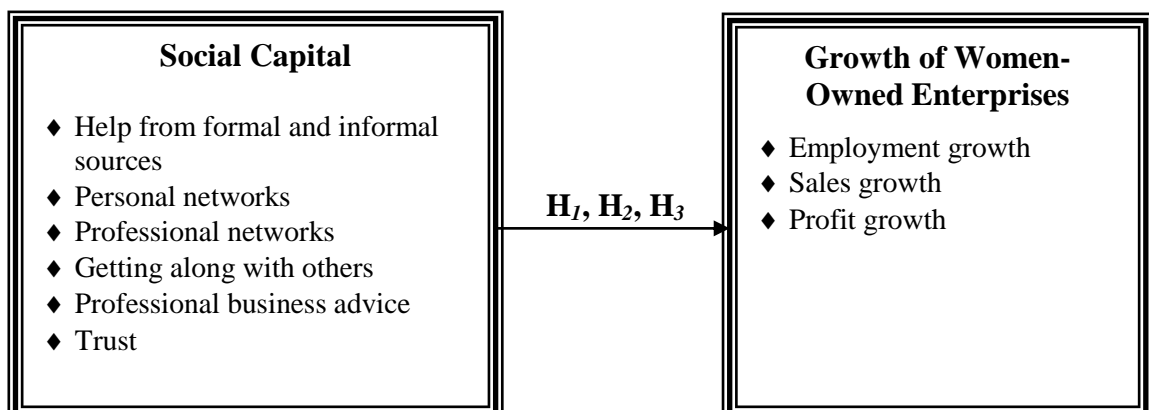 Social Capital
♦ Help from formal and informal
sources
♦ Personal networks
♦ Professional networks
♦ Getting along with others
♦ Professional business advice
♦ Trust
H1, H2, H3
Growth of Women-
Owned Enterprises
♦ Employment growth
♦ Sales growth
♦ Profit growth